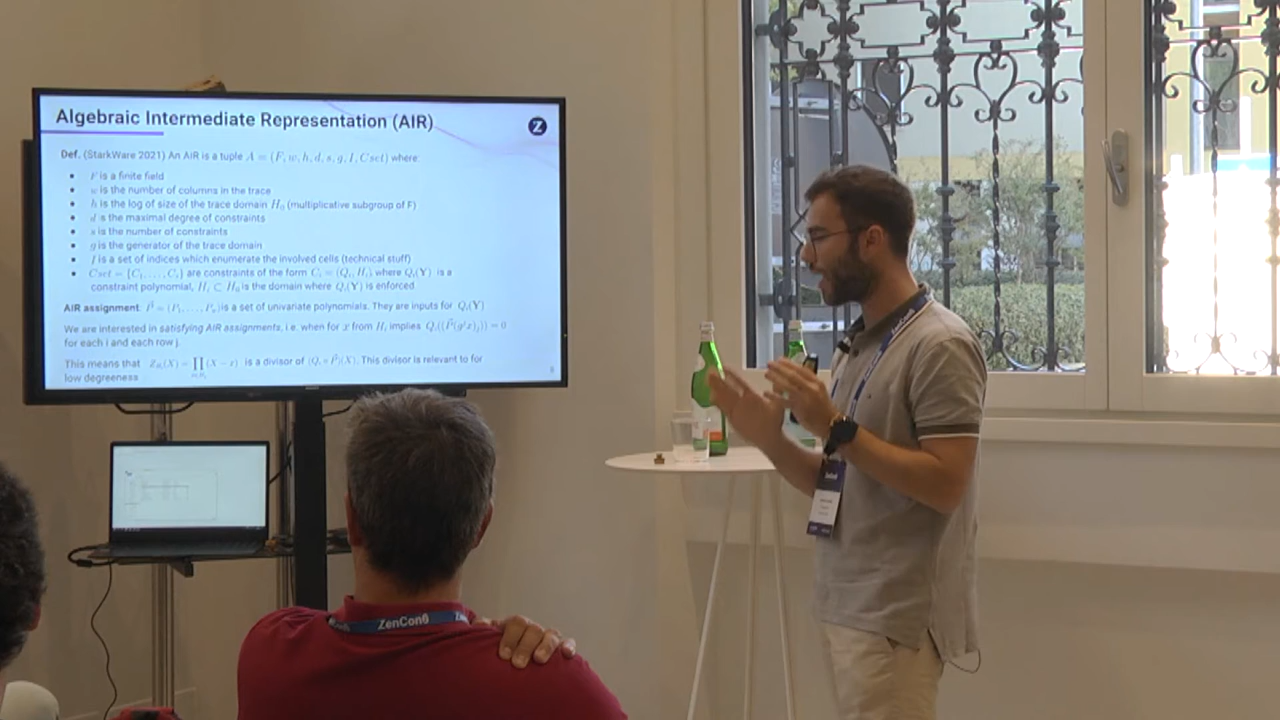 Algebraic Intermediate Representation (AIR)
Z
Def. (StarkWare 2021) An AIR is a tuple A = (F, w, h, d, s, g, I, Cset) where:
• F is a finite field
• w is the number of columns in the trace
• h is the log of size of the trace domain H₀ (multiplicative subgroup of F)
• d is the maximal degree of constraints
• s is the number of constraints
• g is the generator of the trace domain
• I is a set of indices which enumerate the involved cells (technical stuff)
• Cset = {C₁, . . . , Cₛ} are constraints of the form Cᵢ = (Qᵢ, Hᵢ), where Qᵢ(Y) is a
constraint polynomial, Hᵢ ⊂ H₀ is the domain where Qᵢ(Y) is enforced
AIR assignment: P⃗ = (P₁, . . . , P_w) is a set of univariate polynomials. They are inputs for Qᵢ(Y)
We are interested in satisfying AIR assignments, i.e. when for x from Hᵢ implies Qᵢ((P⃗(gʲx)ⱼ)) = 0
for each i and each row j.
This means that is a divisor of This divisor is relevant to for
low degreeness
8
ZenCon0
ZenCon0